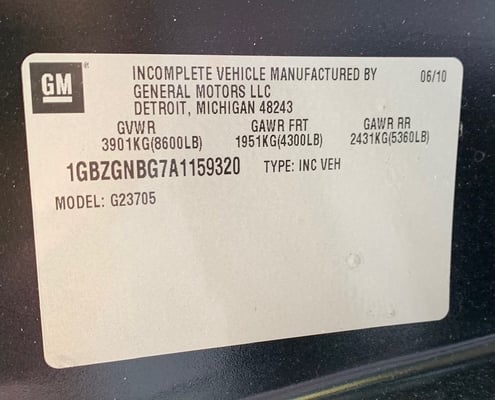 GM ® INCOMPLETE VEHICLE MANUFACTURED BY 06/10
GENERAL MOTORS LLC
DETROIT, MICHIGAN 48243
GVWR GAWR FRT GAWR RR
3901KG(8600LB) 1951KG(4300LB) 2431KG(5360LB)
1GBZGNBG7A1159320 TYPE: INC VEH
MODEL: G23705